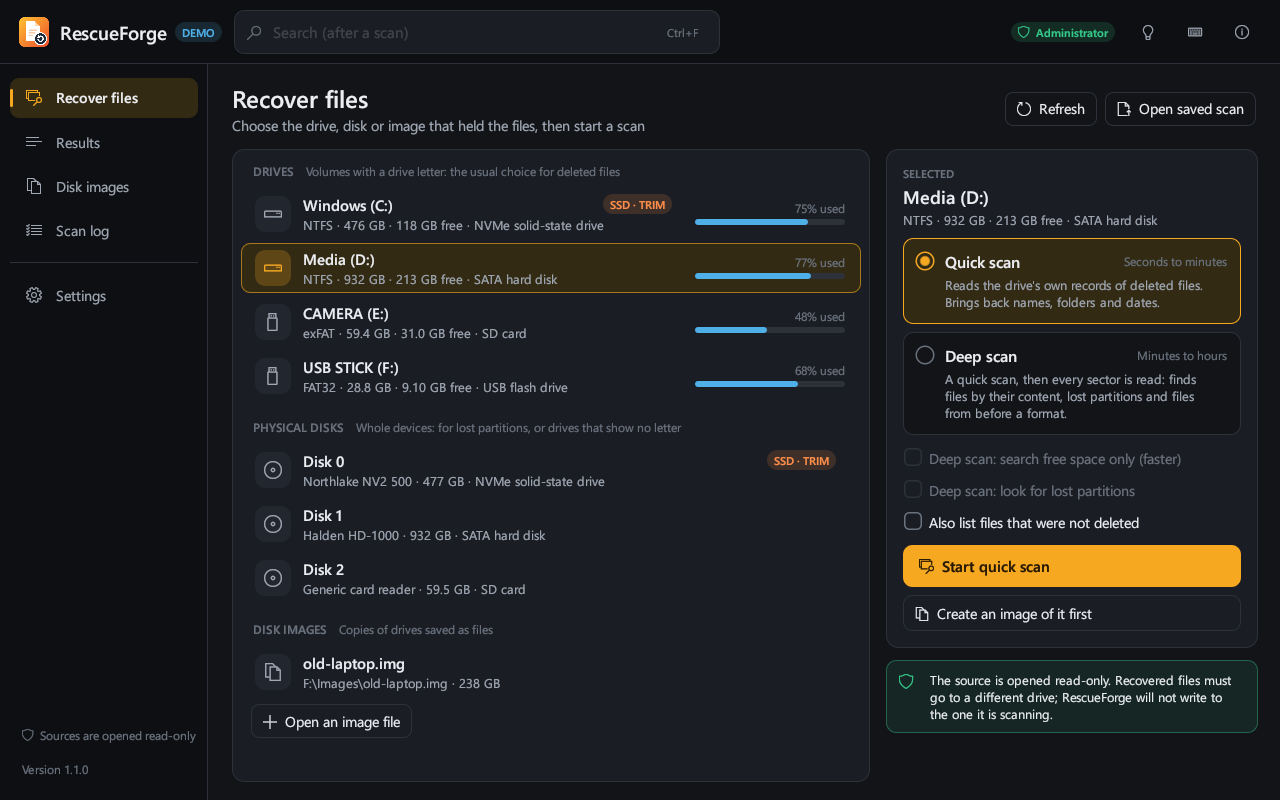 RescueForge DEMO
Search (after a scan) Ctrl+F
Administrator
Recover files
Results
Disk images
Scan log
Settings
Sources are opened read-only
Version 1.1.0
Recover files
Choose the drive, disk or image that held the files, then start a scan
Refresh
Open saved scan
DRIVES Volumes with a drive letter: the usual choice for deleted files
Windows (C:) SSD · TRIM
NTFS · 476 GB · 118 GB free · NVMe solid-state drive
75% used
Media (D:)
NTFS · 932 GB · 213 GB free · SATA hard disk
77% used
CAMERA (E:)
exFAT · 59.4 GB · 31.0 GB free · SD card
48% used
USB STICK (F:)
FAT32 · 28.8 GB · 9.10 GB free · USB flash drive
68% used
PHYSICAL DISKS Whole devices: for lost partitions, or drives that show no letter
Disk 0 SSD · TRIM
Northlake NV2 500 · 477 GB · NVMe solid-state drive
Disk 1
Halden HD-1000 · 932 GB · SATA hard disk
Disk 2
Generic card reader · 59.5 GB · SD card
DISK IMAGES Copies of drives saved as files
old-laptop.img
F:\Images\old-laptop.img · 238 GB
Open an image file
SELECTED
Media (D:)
NTFS · 932 GB · 213 GB free · SATA hard disk
Quick scan Seconds to minutes
Reads the drive's own records of deleted files.
Brings back names, folders and dates.
Deep scan Minutes to hours
A quick scan, then every sector is read: finds
files by their content, lost partitions and files
from before a format.
Deep scan: search free space only (faster)
Deep scan: look for lost partitions
Also list files that were not deleted
Start quick scan
Create an image of it first
The source is opened read-only. Recovered files must
go to a different drive; RescueForge will not write to
the one it is scanning.